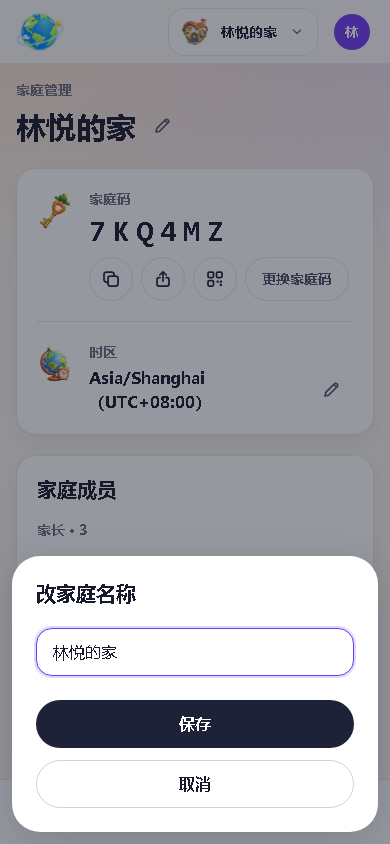 林悦的家
林
家庭管理
林悦的家
家庭码
7KQ4MZ
更换家庭码
时区
Asia/Shanghai
(UTC+08:00)
家庭成员
家长 • 3
改家庭名称
林悦的家
保存
取消